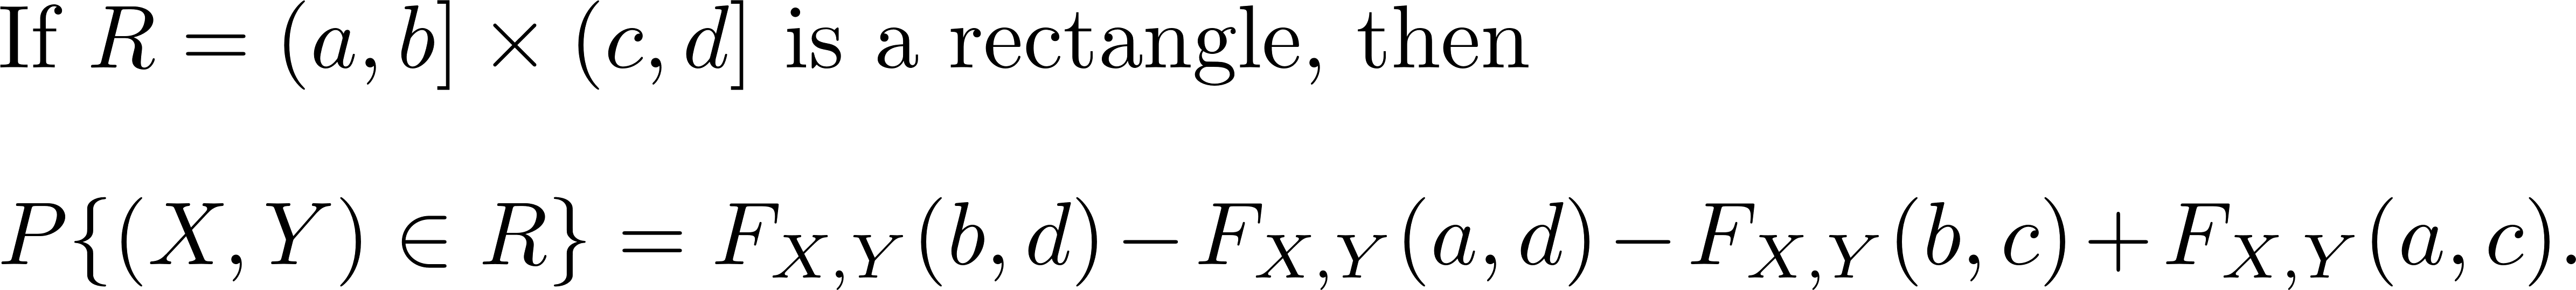 If R = (a, b] × (c, d] is a rectangle, then
P{(X, Y) ∈ R} = F_{X,Y}(b, d) − F_{X,Y}(a, d) − F_{X,Y}(b, c) + F_{X,Y}(a, c).